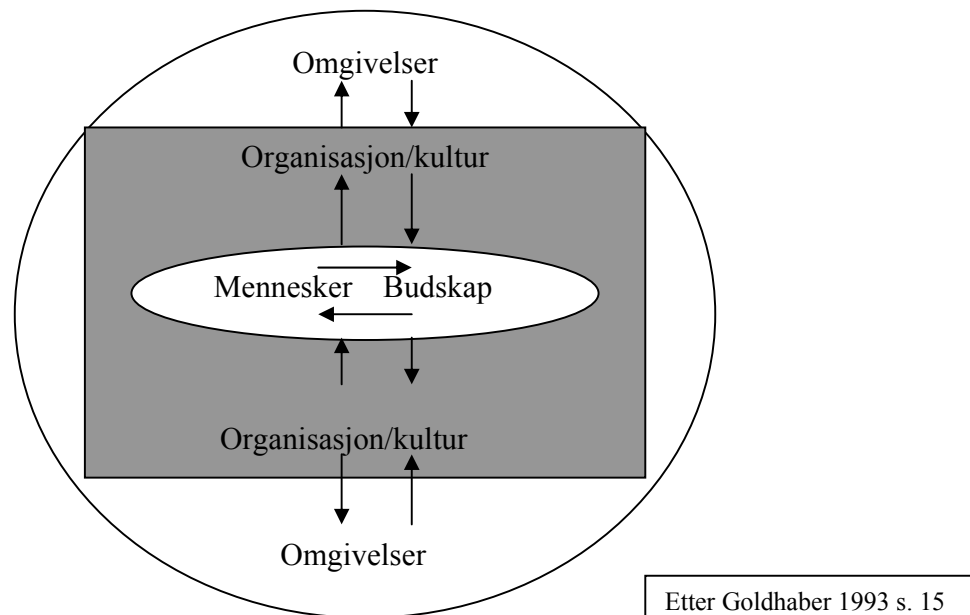 Omgivelser
Organisasjon/kultur
Mennesker Budskap
Organisasjon/kultur
Omgivelser
Etter Goldhaber 1993 s. 15